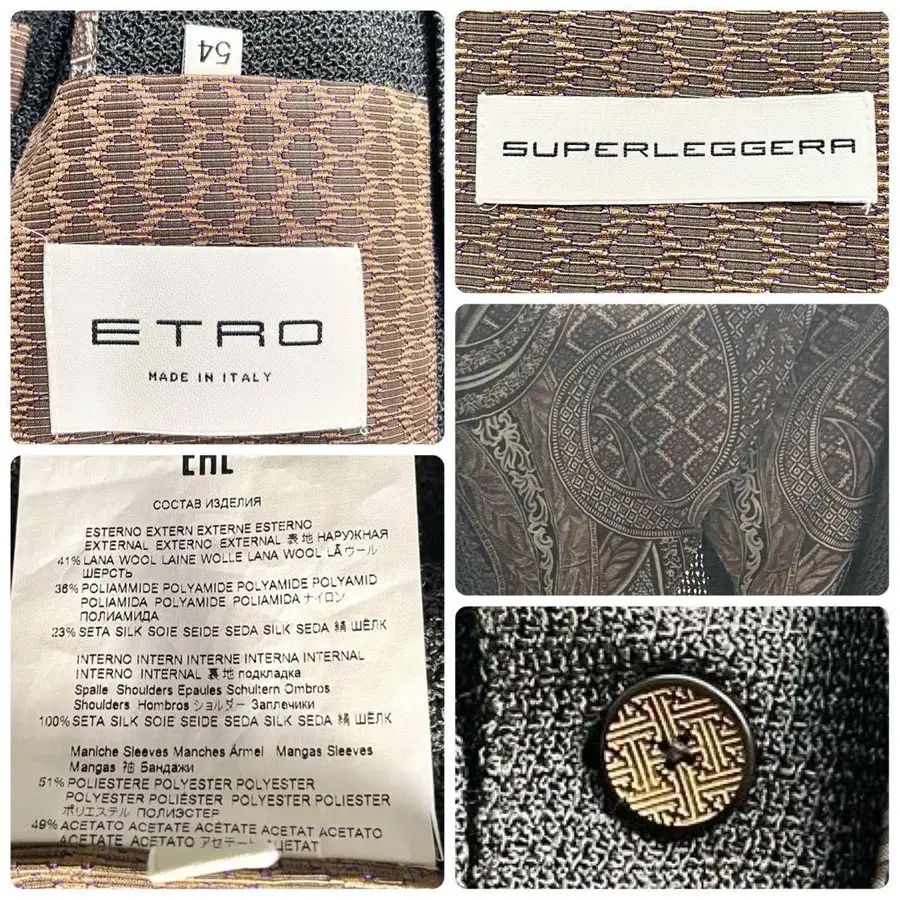 54
ETRO
MADE IN ITALY
SUPERLEGGERA
EAC
СОСТАВ ИЗДЕЛИЯ
ESTERNO EXTERN EXTERNE ESTERNO
EXTERNAL EXTERNO EXTERNAL 表地 НАРУЖНАЯ
41% LANA WOOL LAINE WOLLE LANA WOOL LÃ ウール
ШЕРСТЬ
36% POLIAMMIDE POLYAMIDE POLYAMIDE POLYAMID
POLIAMIDA POLYAMIDE POLIAMIDA ナイロン
ПОЛИАМИДА
23% SETA SILK SOIE SEIDE SEDA SILK SEDA 絹 ШЁЛК
INTERNO INTERN INTERNE INTERNA INTERNAL
INTERNO INTERNAL 裏地 подкладка
Spalle Shoulders Epaules Schultern Ombros
Shoulders Hombros ショルダー Заплечики
100% SETA SILK SOIE SEIDE SEDA SILK SEDA 絹 ШЁЛК
Maniche Sleeves Manches Ärmel Mangas Sleeves
Mangas 袖 Бандажи
51% POLIESTERE POLYESTER POLYESTER
POLYESTER POLIÉSTER POLYESTER POLIESTER
ポリエステル ПОЛИЭСТЕР
49% ACETATO ACETATE ACÉTATE ACETAT ACETATO
ACETATE ACETATO アセテート АЦЕТАТ